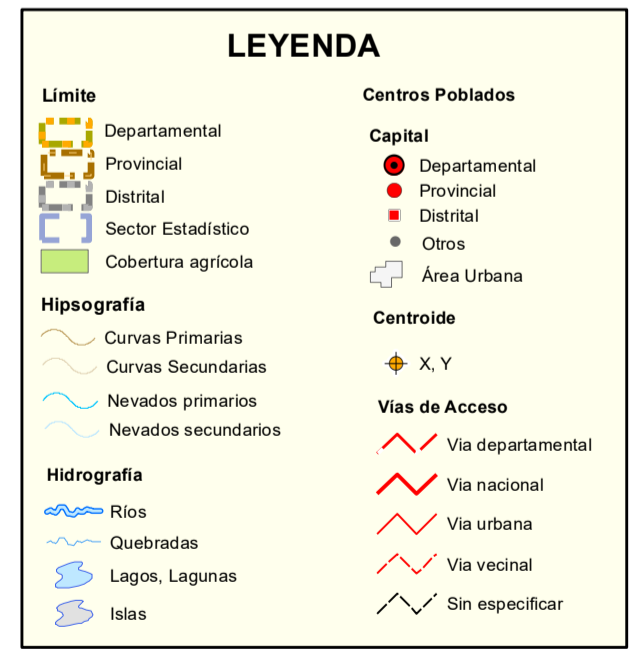 LEYENDA
Límite
Departamental
Provincial
Distrital
Sector Estadístico
Cobertura agrícola
Hipsografía
Curvas Primarias
Curvas Secundarias
Nevados primarios
Nevados secundarios
Hidrografía
Ríos
Quebradas
Lagos, Lagunas
Islas
Centros Poblados
Capital
Departamental
Provincial
Distrital
Otros
Área Urbana
Centroide
X, Y
Vías de Acceso
Via departamental
Via nacional
Via urbana
Via vecinal
Sin especificar